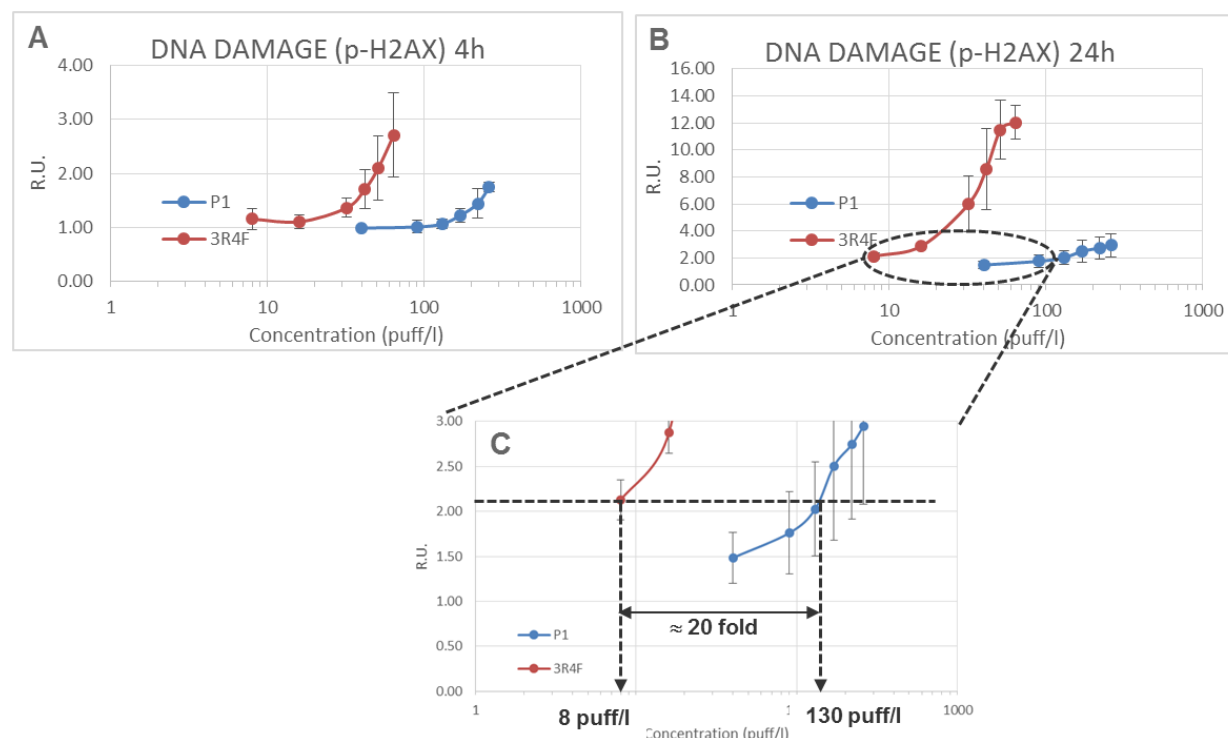 A
DNA DAMAGE (p-H2AX) 4h
4.00
3.00
2.00
1.00
0.00
R.U.
P1
3R4F
1
10
100
1000
Concentration (puff/l)
B
DNA DAMAGE (p-H2AX) 24h
16.00
14.00
12.00
10.00
8.00
6.00
4.00
2.00
0.00
R.U.
P1
3R4F
1
10
100
1000
Concentration (puff/l)
C
3.00
2.50
2.00
1.50
1.00
0.50
0.00
R.U.
≈ 20 fold
P1
3R4F
1
1000
8 puff/l
130 puff/l
Concentration (puff/l)